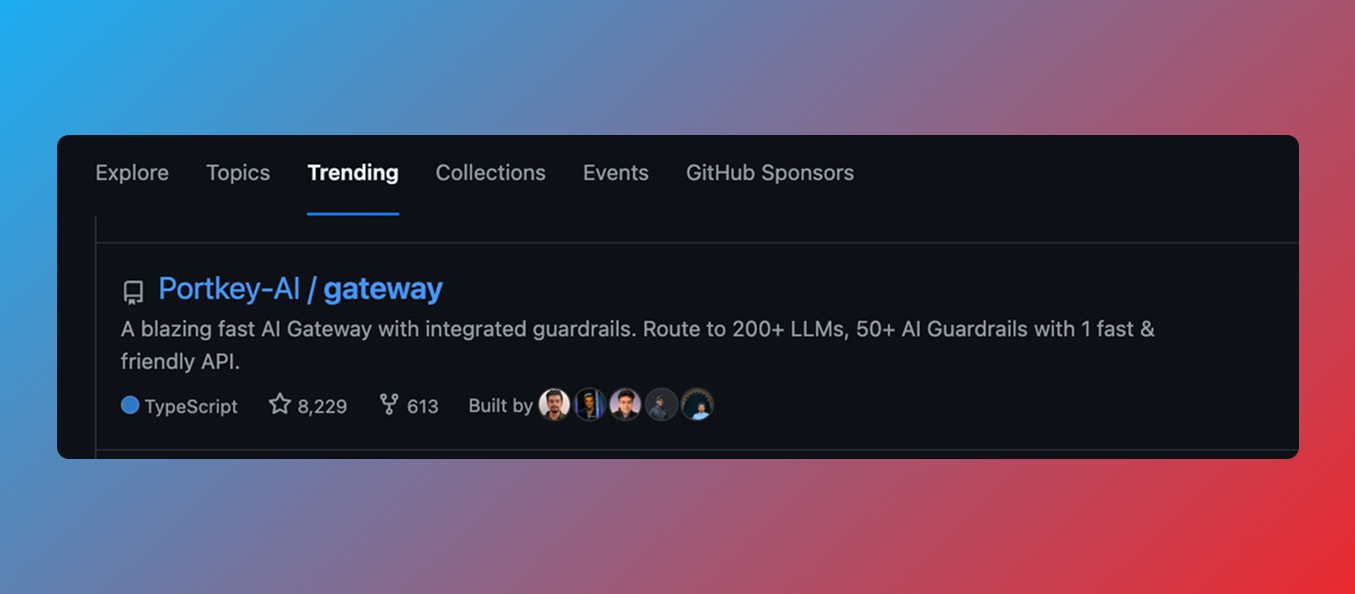 Explore Topics Trending Collections Events GitHub Sponsors
Portkey-AI / gateway
A blazing fast AI Gateway with integrated guardrails. Route to 200+ LLMs, 50+ AI Guardrails with 1 fast &
friendly API.
TypeScript 8,229 613 Built by